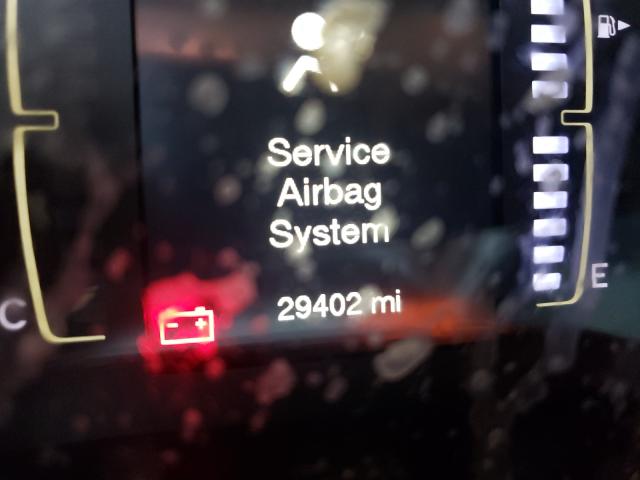 Service
Airbag
System
29402 mi
C
E